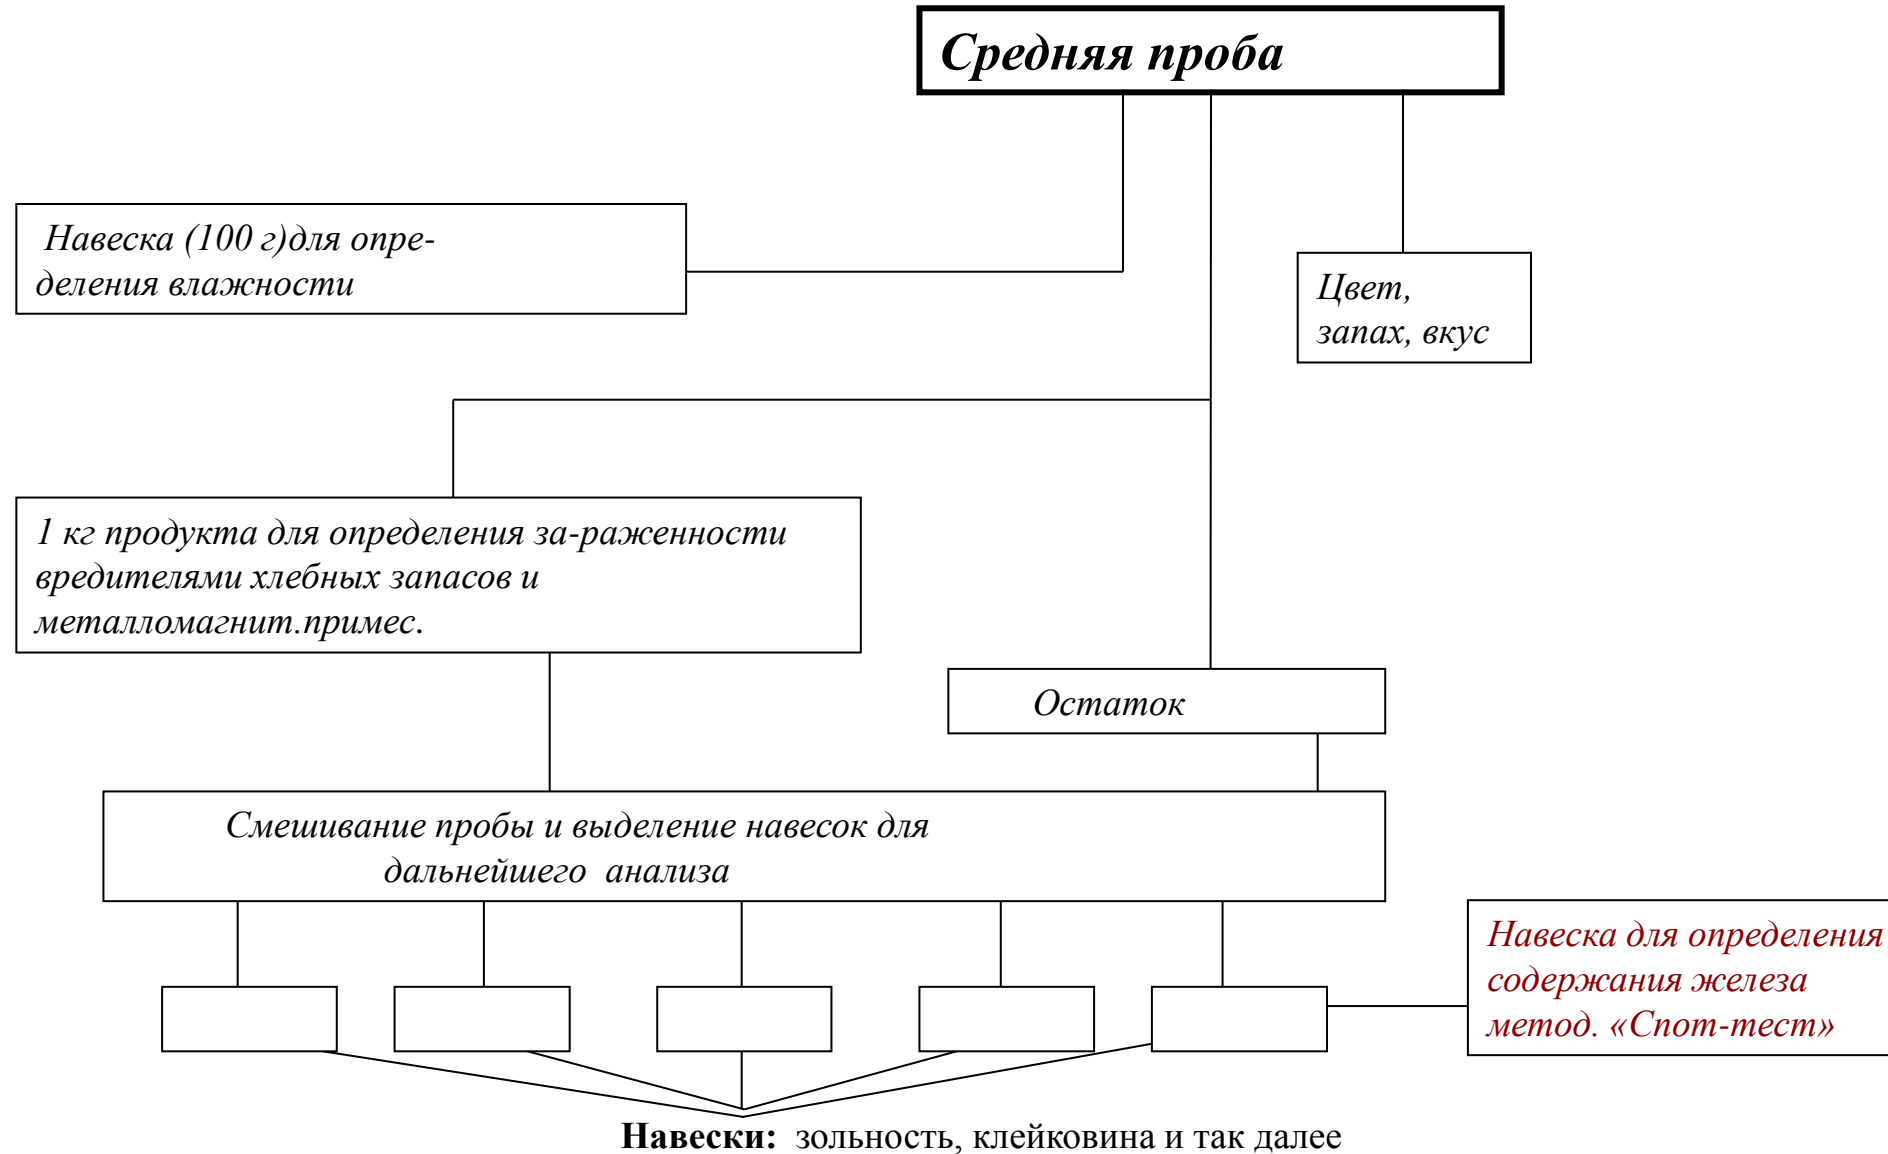 Средняя проба
Навеска (100 г)для опре-
деления влажности
Цвет,
запах, вкус
1 кг продукта для определения за-раженности
вредителями хлебных запасов и
металломагнит.примес.
Остаток
Смешивание пробы и выделение навесок для
дальнейшего анализа
Навеска для определения
содержания железа
метод. «Спот-тест»
Навески: зольность, клейковина и так далее